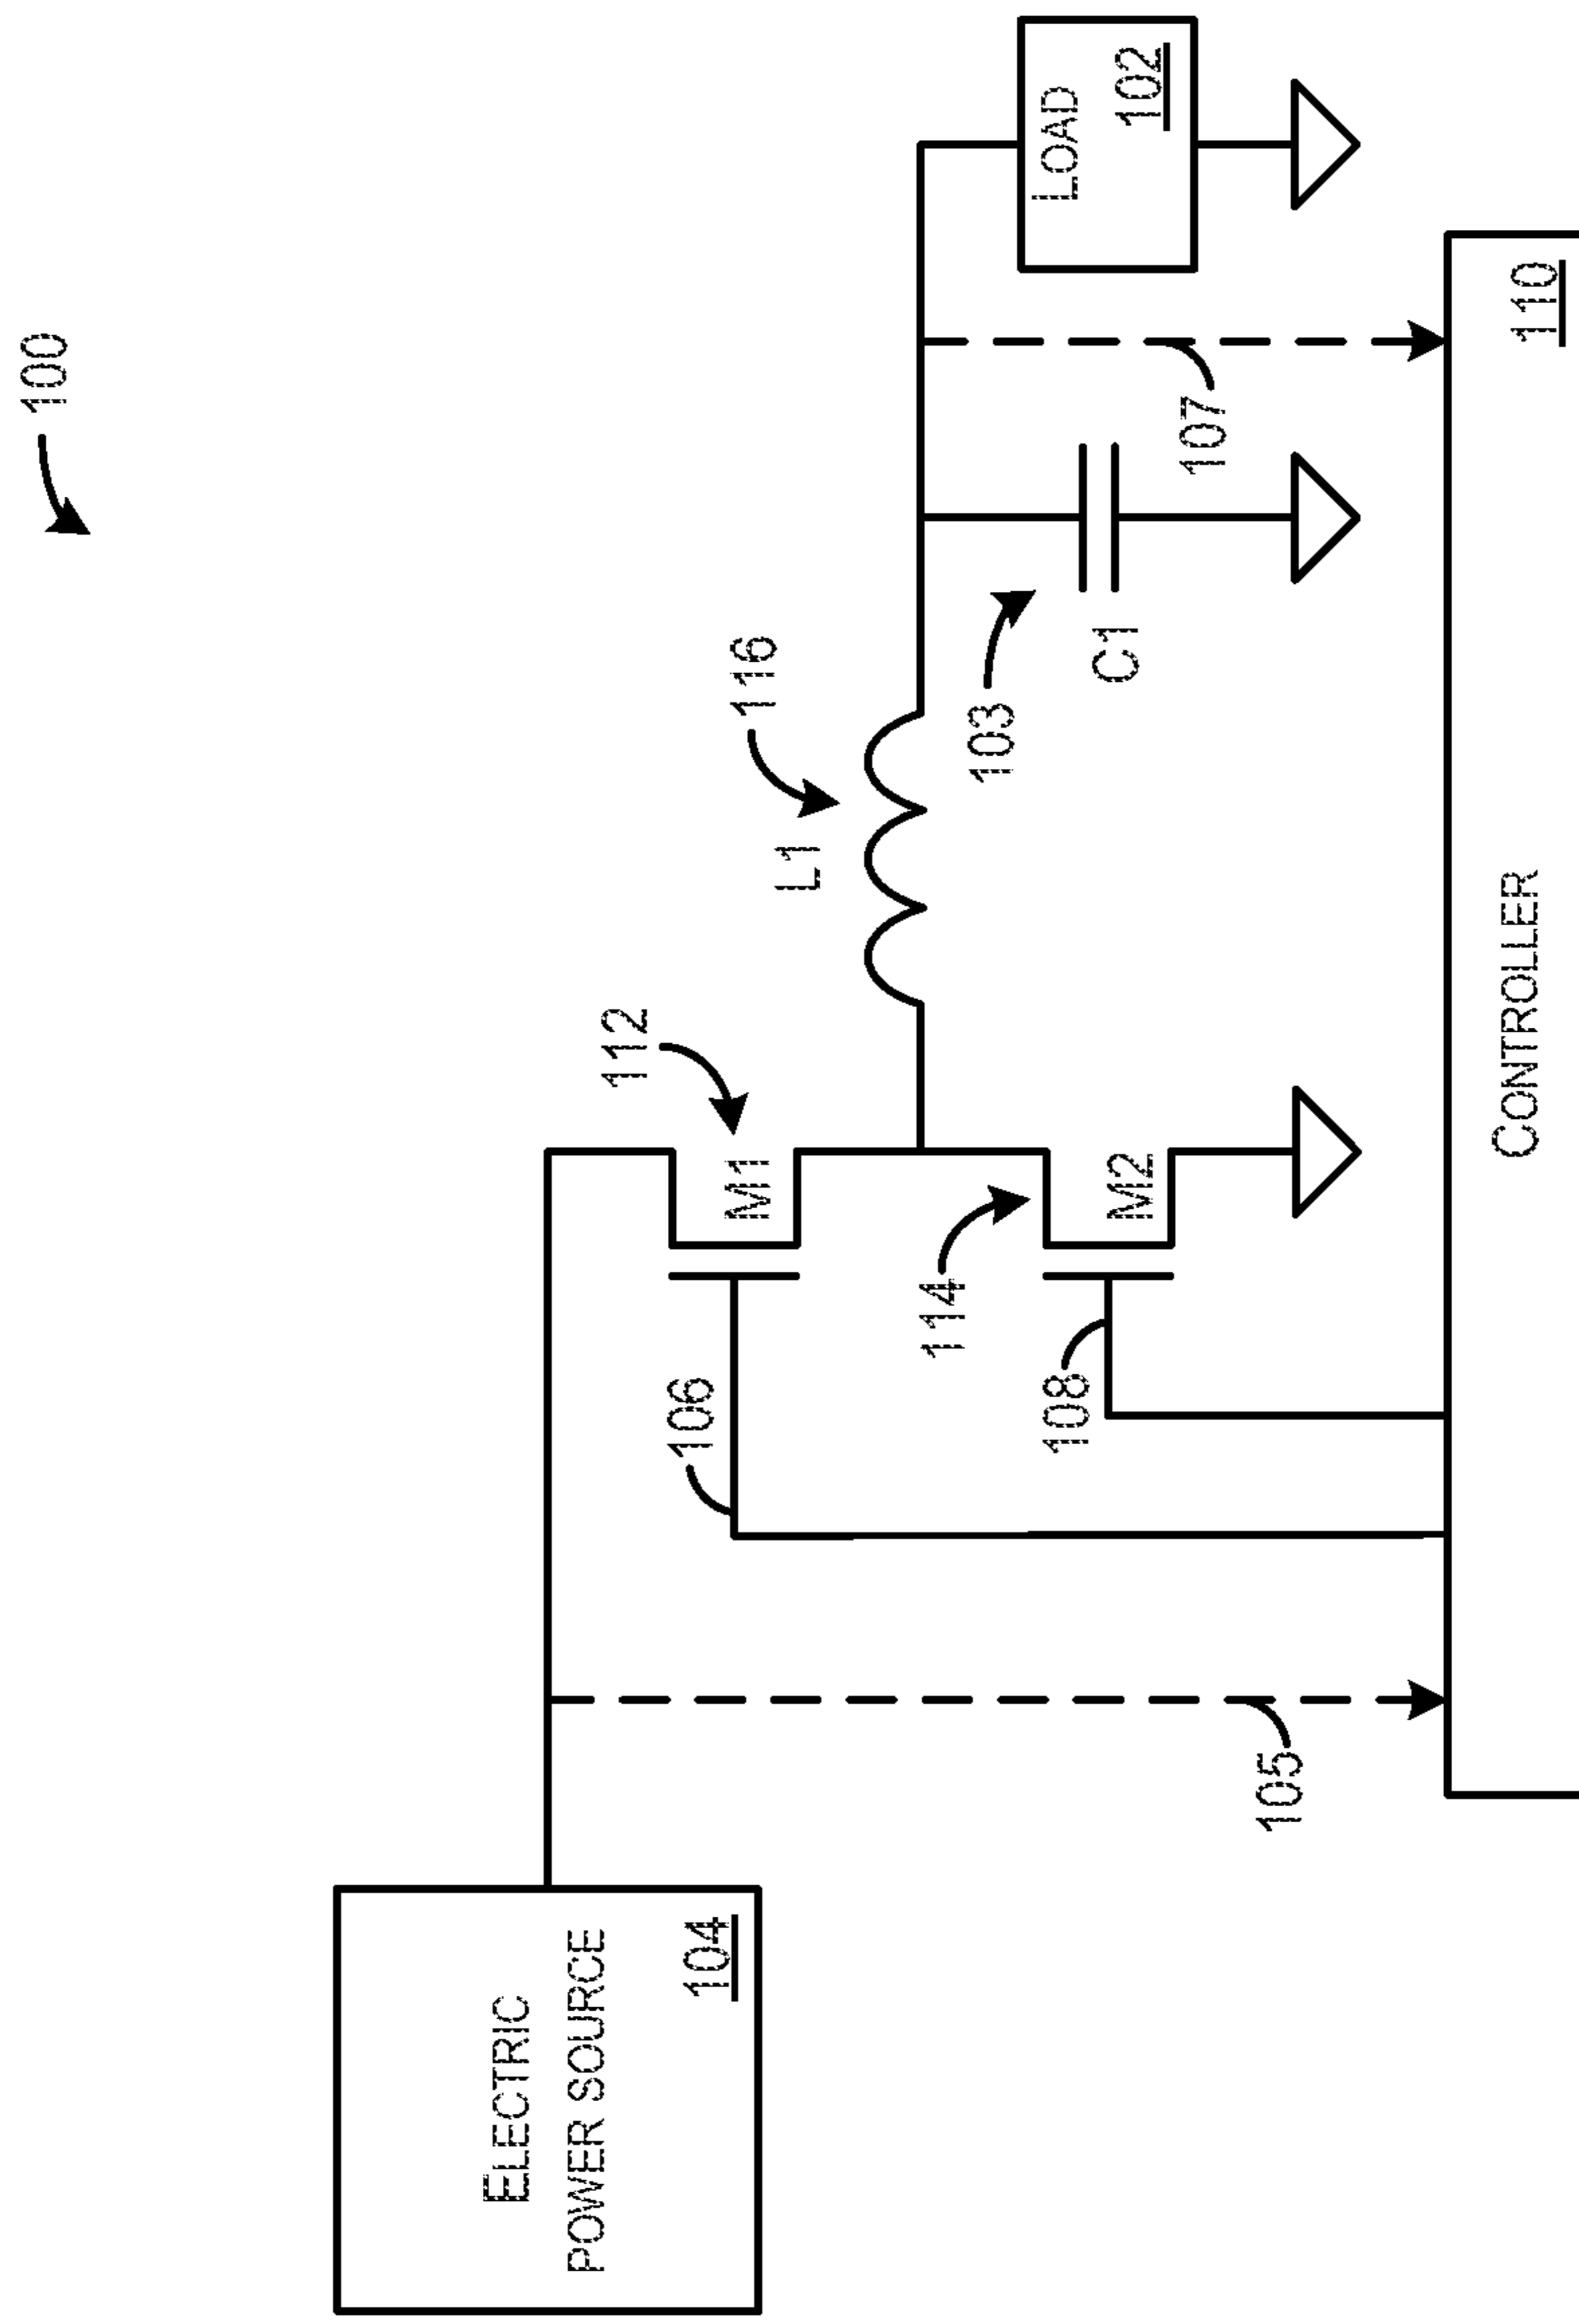 100
ELECTRIC
POWER SOURCE
104
112
M1
106
L1
116
114
M2
108
103
C1
LOAD
102
107
105
CONTROLLER
110